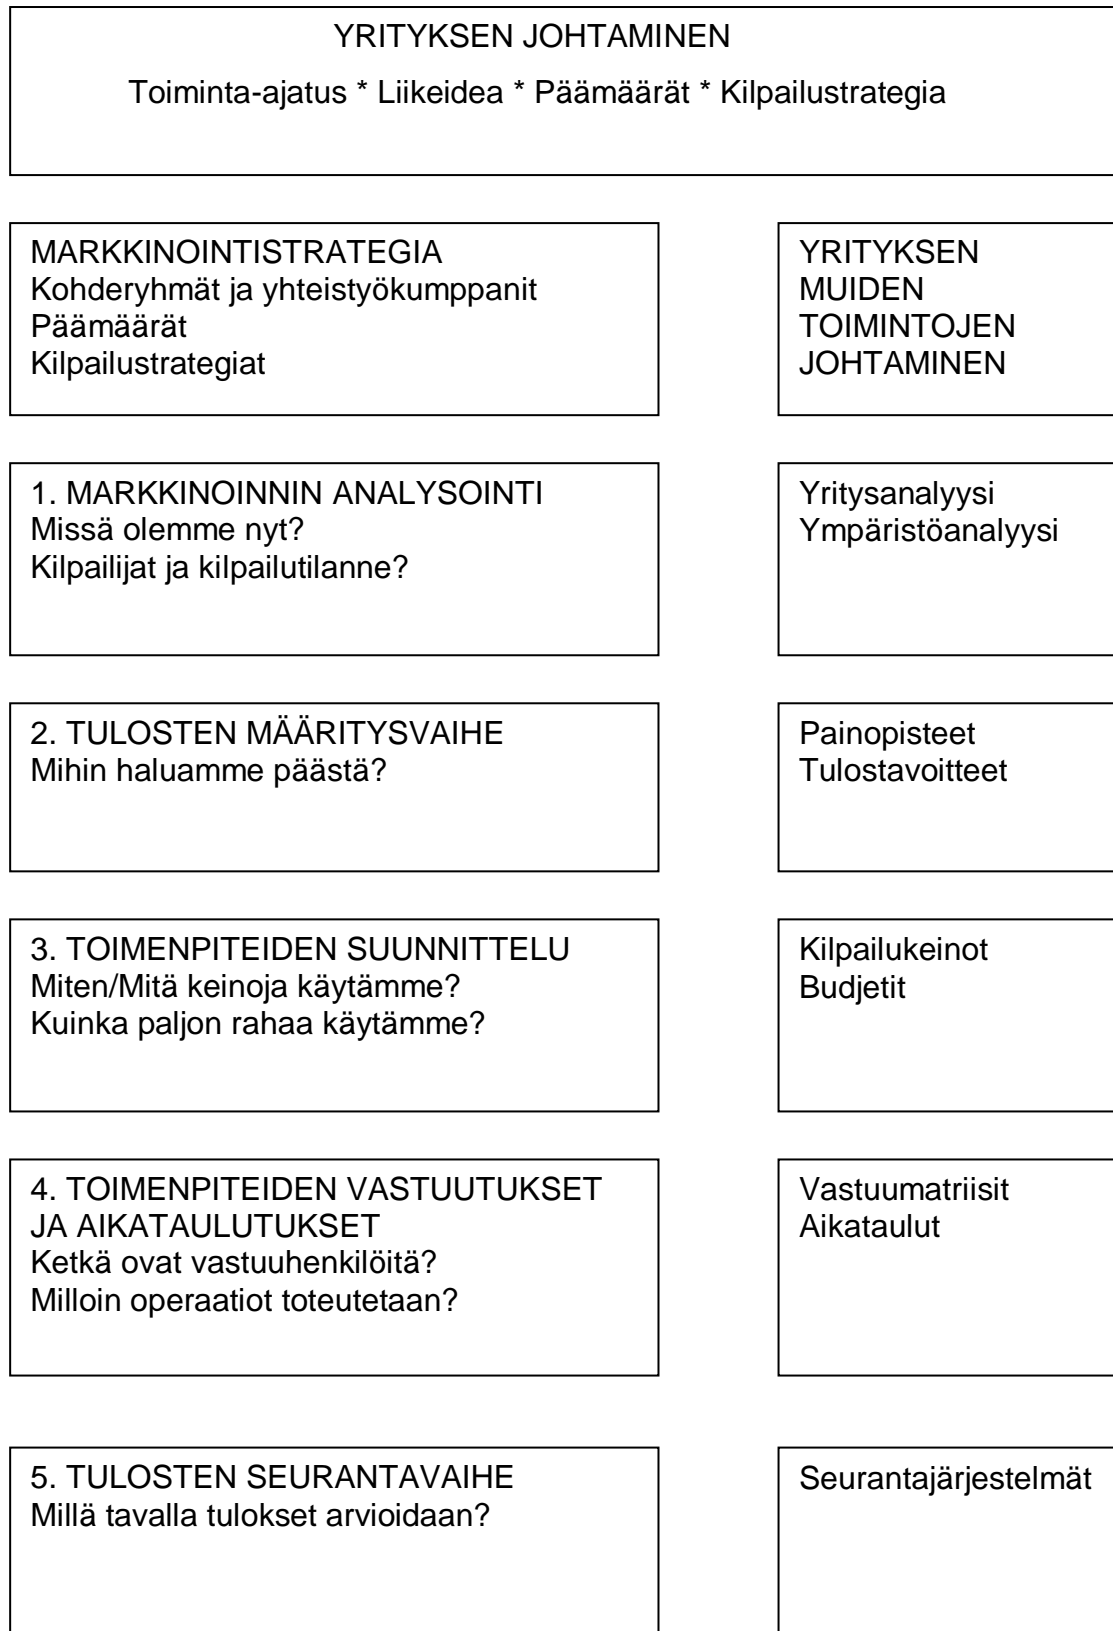 YRITYKSEN JOHTAMINEN
Toiminta-ajatus * Liikeidea * Päämäärät * Kilpailustrategia
MARKKINOINTISTRATEGIA
Kohderyhmät ja yhteistyökumppanit
Päämäärät
Kilpailustrategiat
YRITYKSEN
MUIDEN
TOIMINTOJEN
JOHTAMINEN
1. MARKKINOINNIN ANALYSOINTI
Missä olemme nyt?
Kilpailijat ja kilpailutilanne?
Yritysanalyysi
Ympäristöanalyysi
2. TULOSTEN MÄÄRITYSVAIHE
Mihin haluamme päästä?
Painopisteet
Tulostavoitteet
3. TOIMENPITEIDEN SUUNNITTELU
Miten/Mitä keinoja käytämme?
Kuinka paljon rahaa käytämme?
Kilpailukeinot
Budjetit
4. TOIMENPITEIDEN VASTUUTUKSET
JA AIKATAULUTUKSET
Ketkä ovat vastuuhenkilöitä?
Milloin operaatiot toteutetaan?
Vastuumatriisit
Aikataulut
5. TULOSTEN SEURANTAVAIHE
Millä tavalla tulokset arvioidaan?
Seurantajärjestelmät